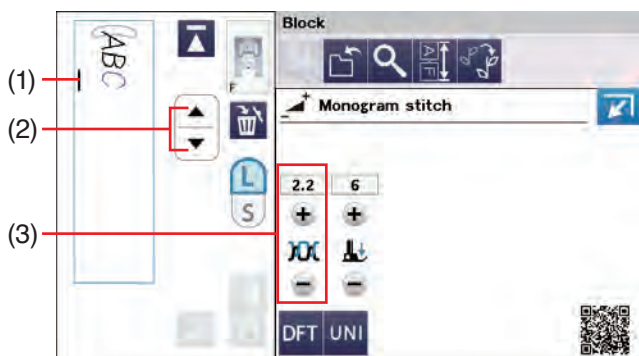 Block
(1)
ABC
F
A F
(2)
Monogram stitch
L
S
2.2 6
(3)
DFT UNI